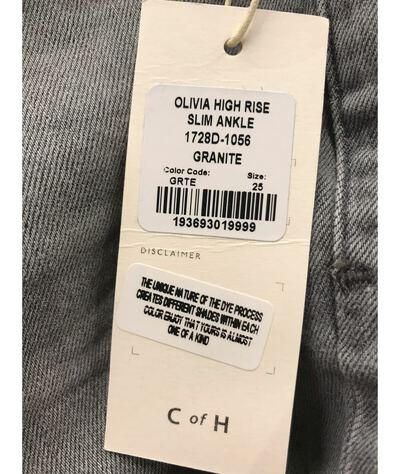 OLIVIA HIGH RISE
SLIM ANKLE
1728D-1056
GRANITE
Color Code: Size:
GRTE 25
193693019999
DISCLAIMER
THE UNIQUE NATURE OF THE DYE PROCESS
CREATES DIFFERENT SHADES WITHIN EACH
COLOR ENJOY THAT YOURS IS ALMOST
ONE OF A KIND
C of H